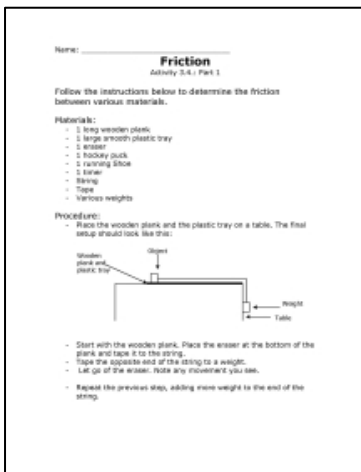 Name: ______________________________
Friction
Activity 3.4.: Part 1
Follow the instructions below to determine the friction
between various materials.
Materials:
- 1 long wooden plank
- 1 large smooth plastic tray
- 1 eraser
- 1 hockey puck
- 1 running Shoe
- 1 timer
- String
- Tape
- Various weights
Procedure:
- Place the wooden plank and the plastic tray on a table. The final
setup should look like this:
Object
Wooden
plank and
plastic tray
Weight
Table
- Start with the wooden plank. Place the eraser at the bottom of the
plank and tape it to the string.
- Tape the opposite end of the string to a weight.
- Let go of the eraser. Note any movement you see.
- Repeat the previous step, adding more weight to the end of the
string.